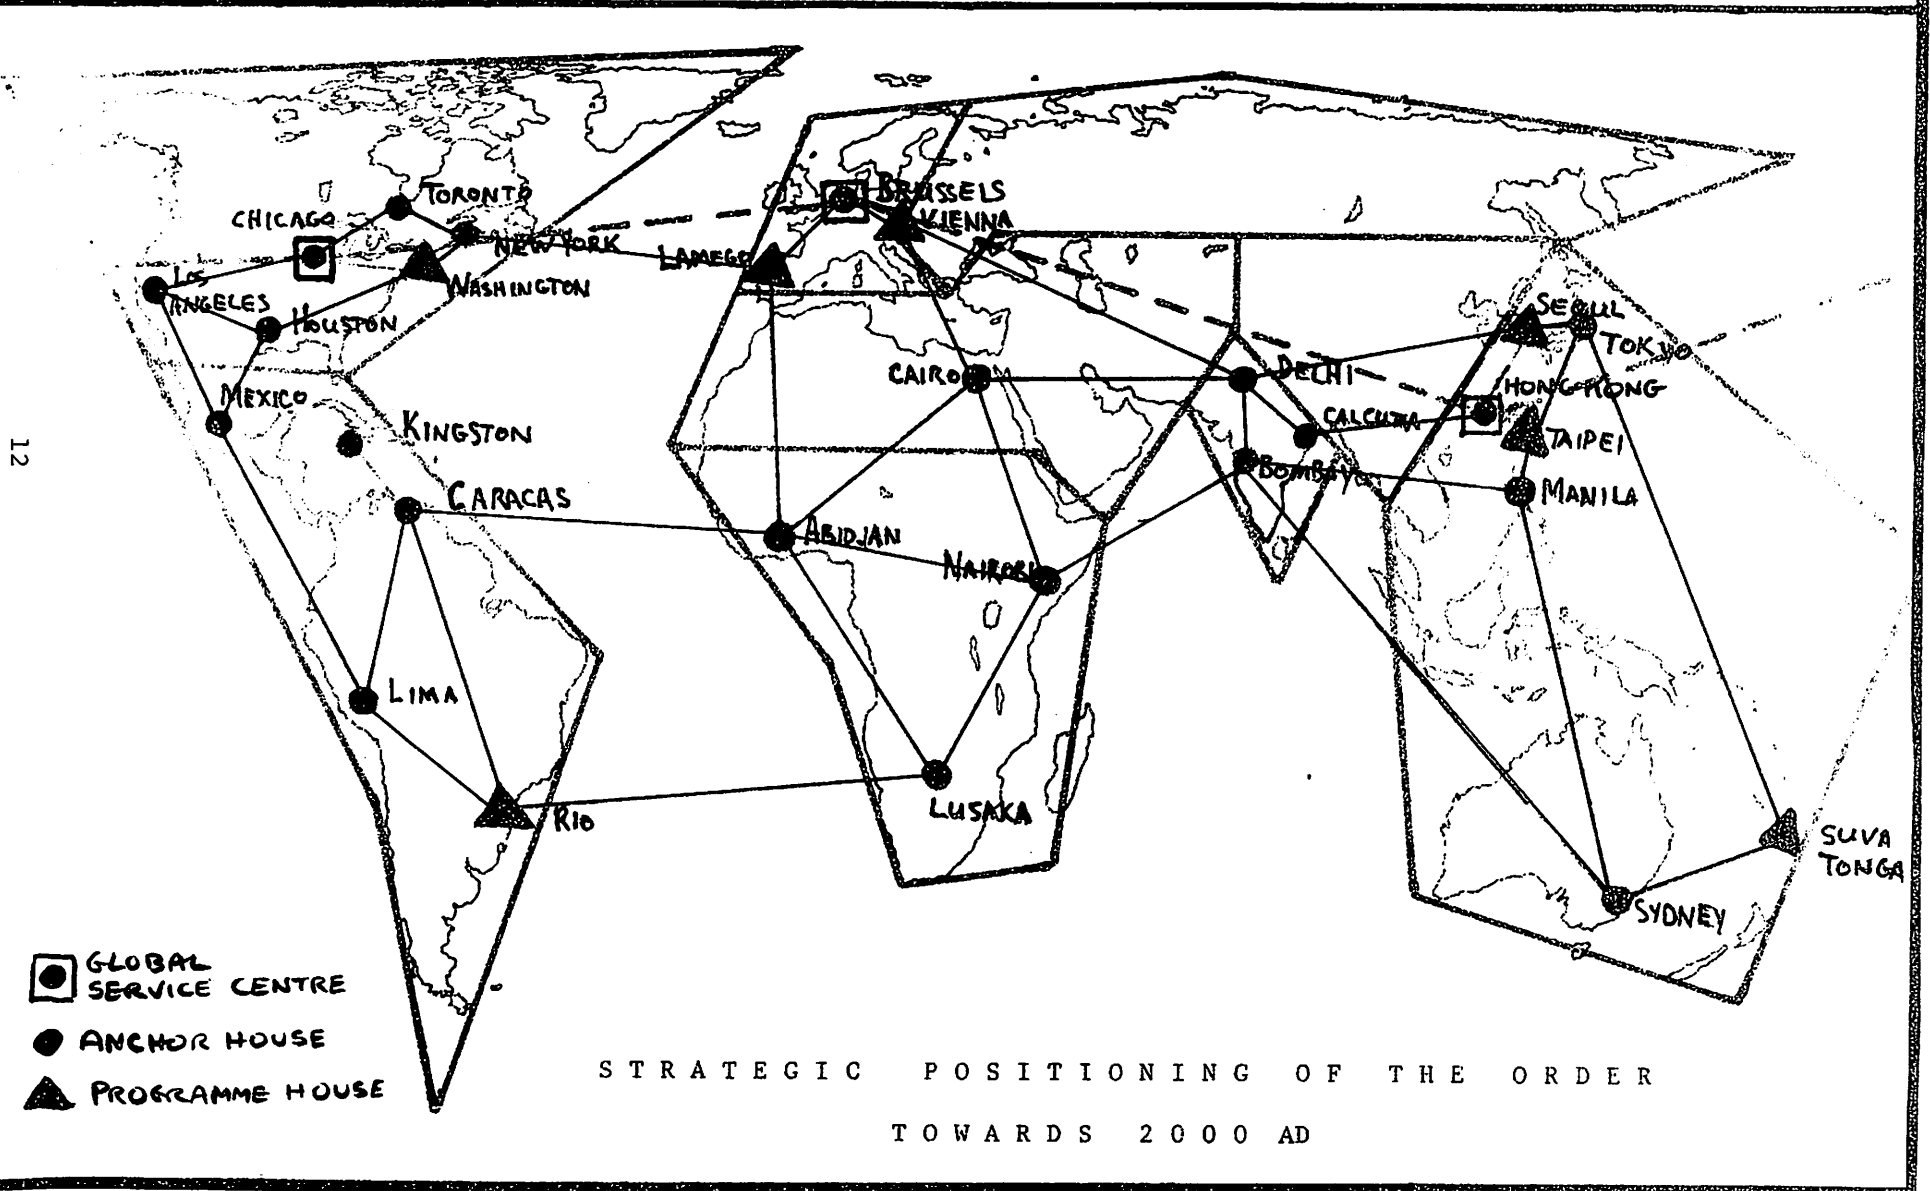 TORONTO
CHICAGO
NEW YORK
WASHINGTON
LOS
ANGELES
HOUSTON
MEXICO
KINGSTON
CARACAS
LIMA
RIO
BRUSSELS
VIENNA
LAMEGO
CAIRO
ABIDJAN
NAIROBI
LUSAKA
DELHI
CALCUTTA
BOMBAY
SEOUL
TOKYO
HONG KONG
TAIPEI
MANILA
SUVA
TONGA
SYDNEY
12
GLOBAL
SERVICE CENTRE
ANCHOR HOUSE
PROGRAMME HOUSE
STRATEGIC POSITIONING OF THE ORDER
TOWARDS 2000 AD